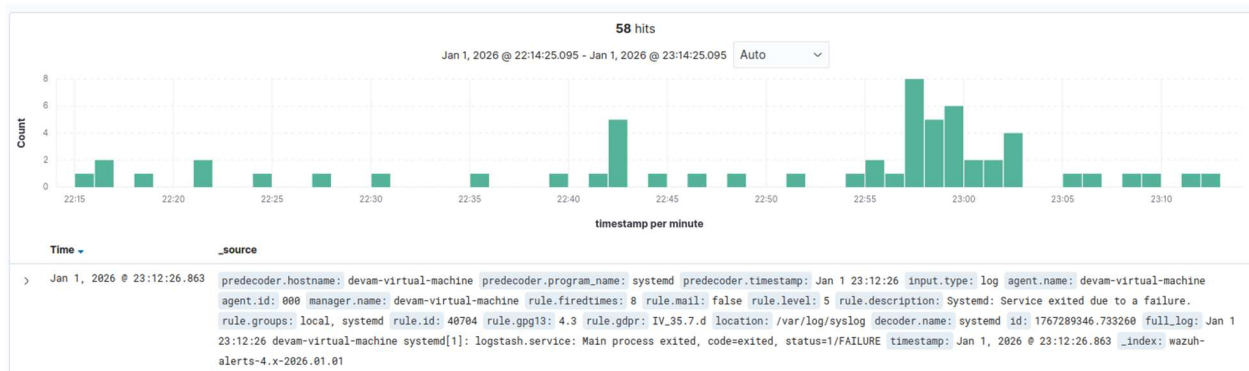 58 hits
Jan 1, 2026 @ 22:14:25.095 - Jan 1, 2026 @ 23:14:25.095 Auto
8
6
4
2
0
Count
22:15 22:20 22:25 22:30 22:35 22:40 22:45 22:50 22:55 23:00 23:05 23:10
timestamp per minute
Time _source
Jan 1, 2026 @ 23:12:26.863 predecoder.hostname: devam-virtual-machine predecoder.program_name: systemd predecoder.timestamp: Jan 1 23:12:26 input.type: log agent.name: devam-virtual-machine
agent.id: 000 manager.name: devam-virtual-machine rule.firedtimes: 8 rule.mail: false rule.level: 5 rule.description: Systemd: Service exited due to a failure.
rule.groups: local, systemd rule.id: 40704 rule.gpg13: 4.3 rule.gdpr: IV_35.7.d location: /var/log/syslog decoder.name: systemd id: 1767289346.733260 full_log: Jan 1
23:12:26 devam-virtual-machine systemd[1]: logstash.service: Main process exited, code=exited, status=1/FAILURE timestamp: Jan 1, 2026 @ 23:12:26.863 _index: wazuh-
alerts-4.x-2026.01.01